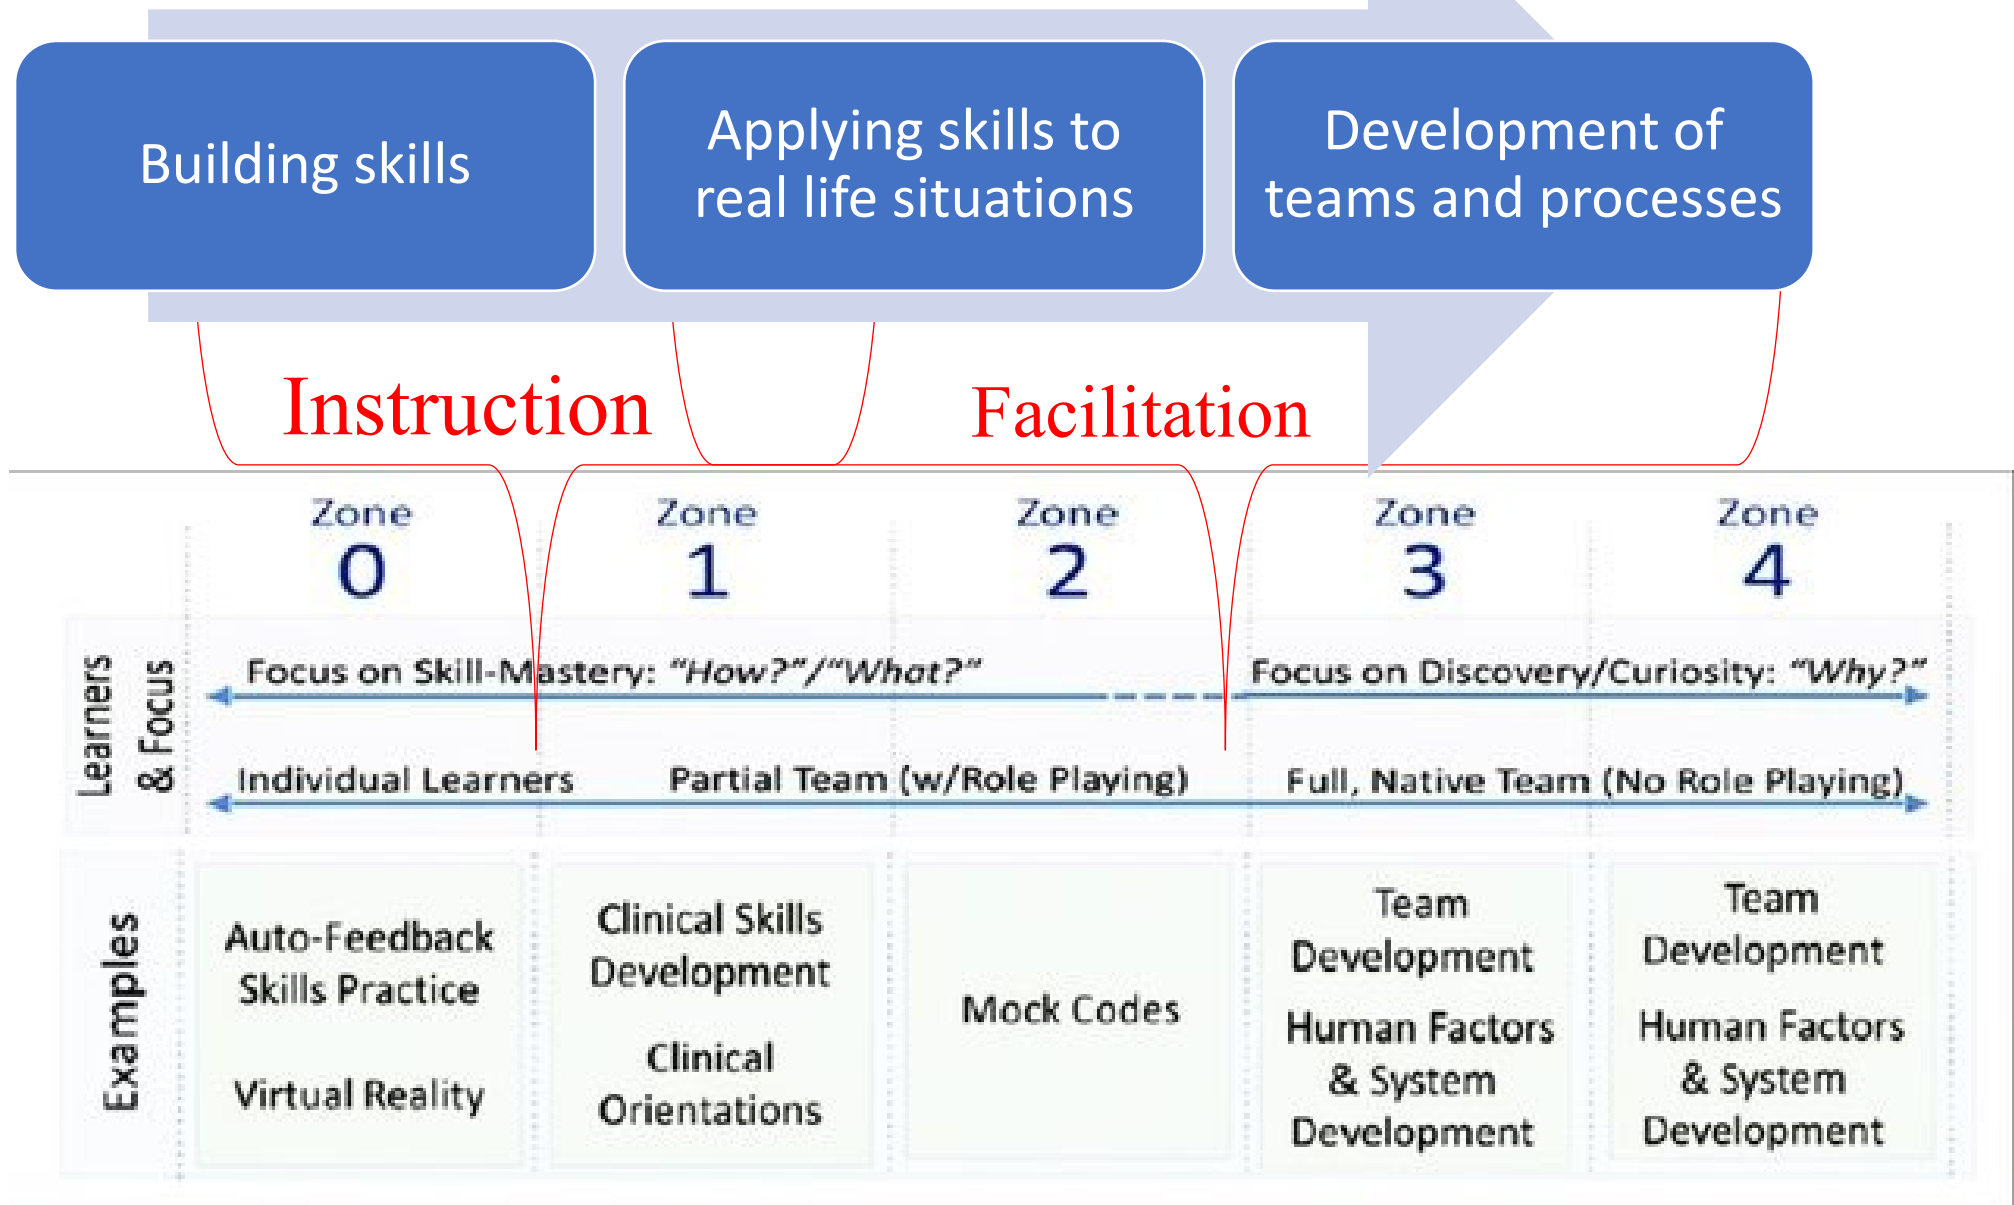 Building skills
Applying skills to
real life situations
Development of
teams and processes
Instruction
Facilitation
Zone
0
Zone
1
Zone
2
Zone
3
Zone
4
Learners
& Focus
Focus on Skill-Mastery: "How?"/"What?"
Focus on Discovery/Curiosity: "Why?"
Individual Learners
Partial Team (w/Role Playing)
Full, Native Team (No Role Playing)
Examples
Auto-Feedback
Skills Practice
Virtual Reality
Clinical Skills
Development
Clinical
Orientations
Mock Codes
Team
Development
Human Factors
& System
Development
Team
Development
Human Factors
& System
Development